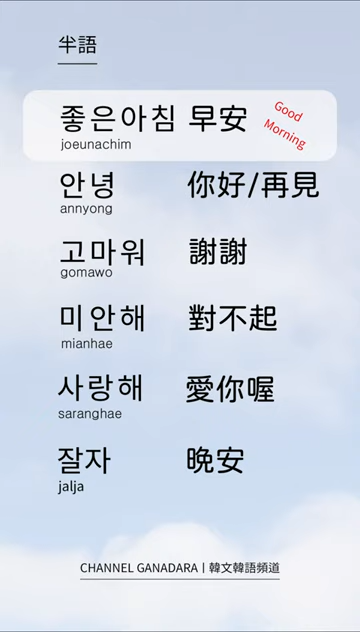 半語
좋은아침 早安 Good Morning
joeunachim
안녕 你好/再見
annyong
고마워 謝謝
gomawo
미안해 對不起
mianhae
사랑해 愛你喔
saranghae
잘자 晚安
jalja
CHANNEL GANADARA | 韓文韓語頻道